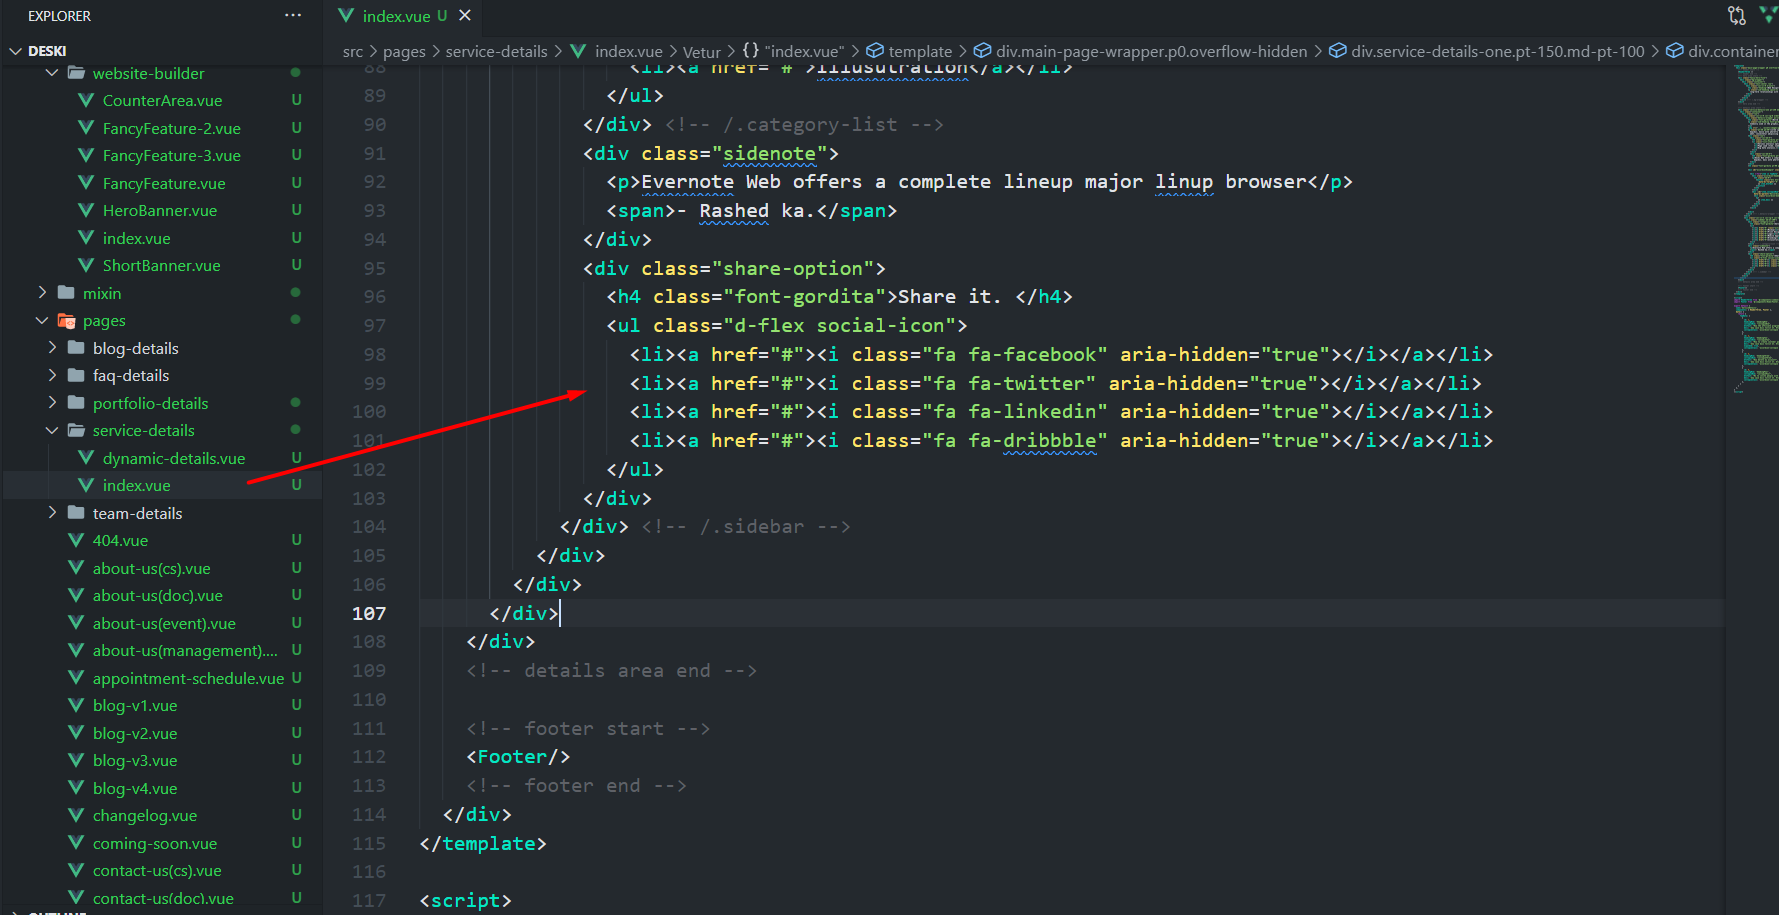 EXPLORER
···
DESKI
website-builder
CounterArea.vue U
FancyFeature-2.vue U
FancyFeature-3.vue U
FancyFeature.vue U
HeroBanner.vue U
index.vue U
ShortBanner.vue U
mixin
pages
blog-details
faq-details
portfolio-details
service-details
dynamic-details.vue U
index.vue U
team-details
404.vue U
about-us(cs).vue U
about-us(doc).vue U
about-us(event).vue U
about-us(management).... U
appointment-schedule.vue U
blog-v1.vue U
blog-v2.vue U
blog-v3.vue U
blog-v4.vue U
changelog.vue U
coming-soon.vue U
contact-us(cs).vue U
contact-us(doc).vue U
OUTLINE
index.vue U
src > pages > service-details > index.vue > Vetur > {} "index.vue" > template > div.main-page-wrapper.p0.overflow-hidden > div.service-details-one.pt-150.md-pt-100 > div.container
88 <li><a href="#">illusutration</a></li>
89 </ul>
90 </div> <!-- /.category-list -->
91 <div class="sidenote">
92 <p>Evernote Web offers a complete lineup major linup browser</p>
93 <span>- Rashed ka.</span>
94 </div>
95 <div class="share-option">
96 <h4 class="font-gordita">Share it. </h4>
97 <ul class="d-flex social-icon">
98 <li><a href="#"><i class="fa fa-facebook" aria-hidden="true"></i></a></li>
99 <li><a href="#"><i class="fa fa-twitter" aria-hidden="true"></i></a></li>
100 <li><a href="#"><i class="fa fa-linkedin" aria-hidden="true"></i></a></li>
101 <li><a href="#"><i class="fa fa-dribbble" aria-hidden="true"></i></a></li>
102 </ul>
103 </div>
104 </div> <!-- /.sidebar -->
105 </div>
106 </div>
107 </div>
108 </div>
109 <!-- details area end -->
110
111 <!-- footer start -->
112 <Footer/>
113 <!-- footer end -->
114 </div>
115 </template>
116
117 <script>